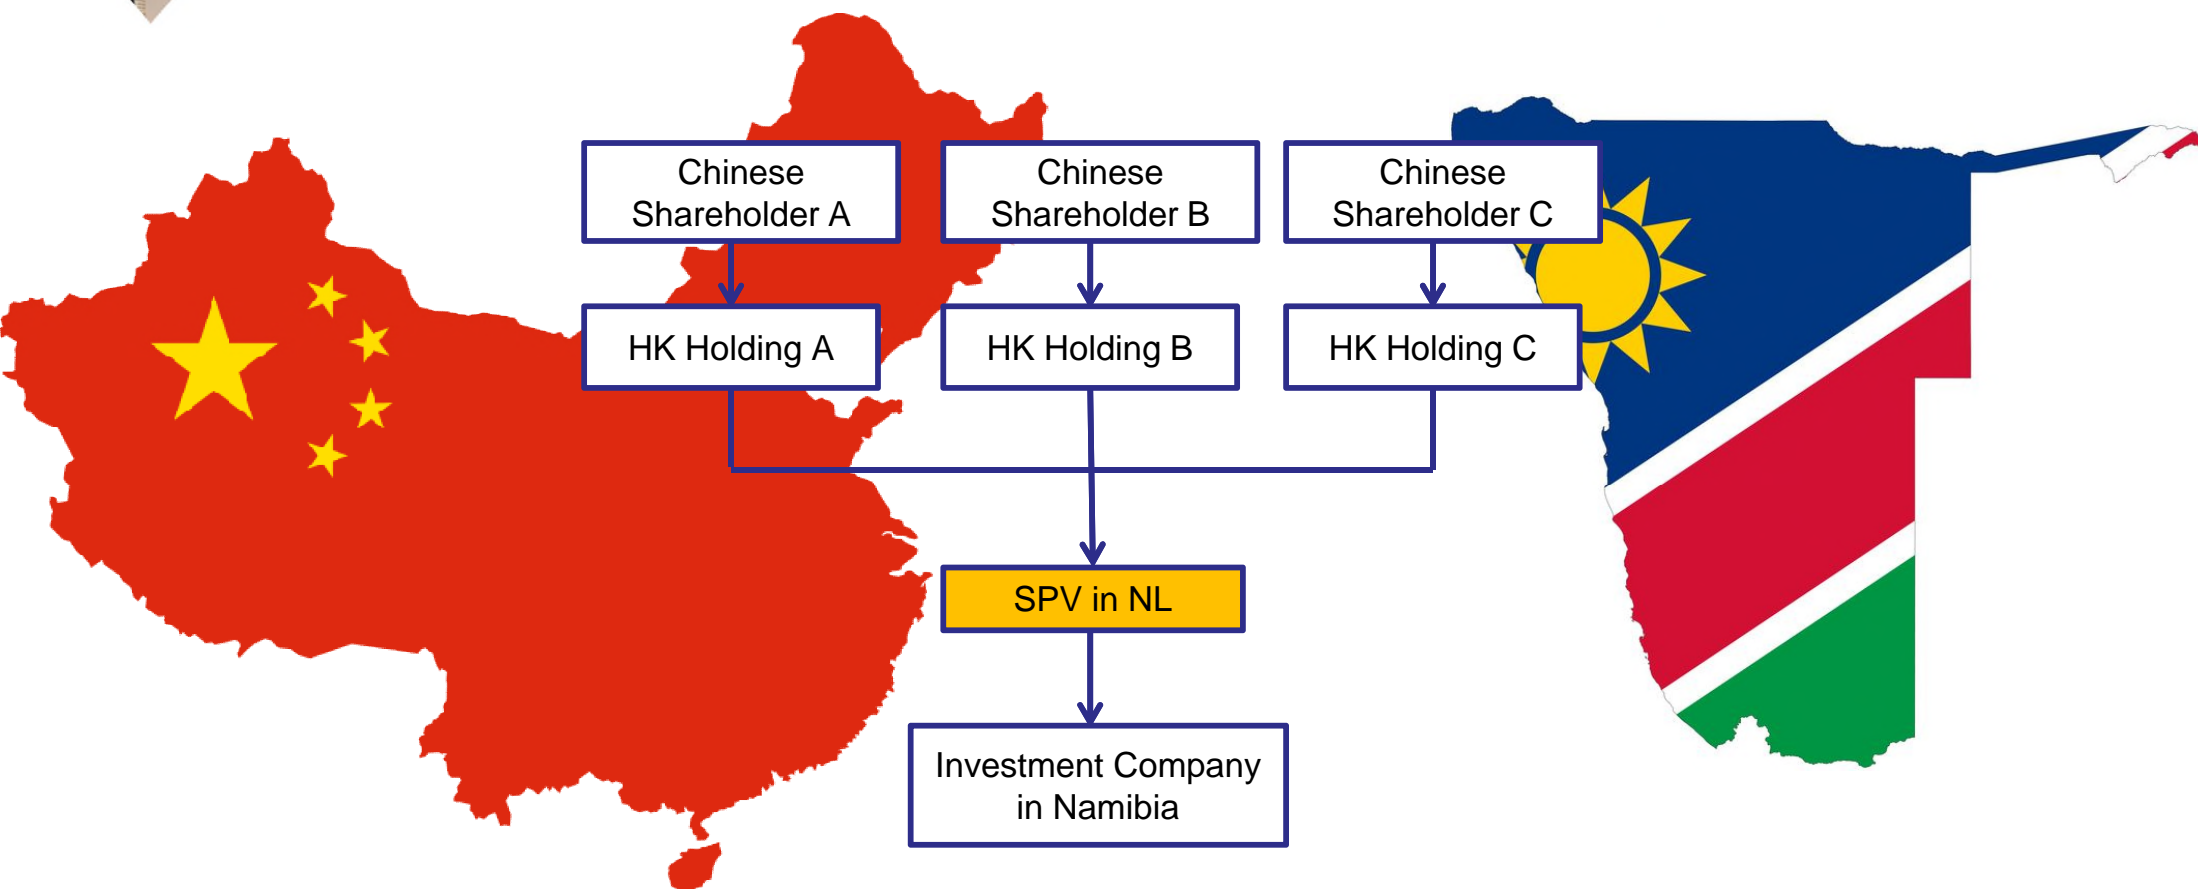 Chinese
Shareholder A
Chinese
Shareholder B
Chinese
Shareholder C
HK Holding A
HK Holding B
HK Holding C
SPV in NL
Investment Company
in Namibia